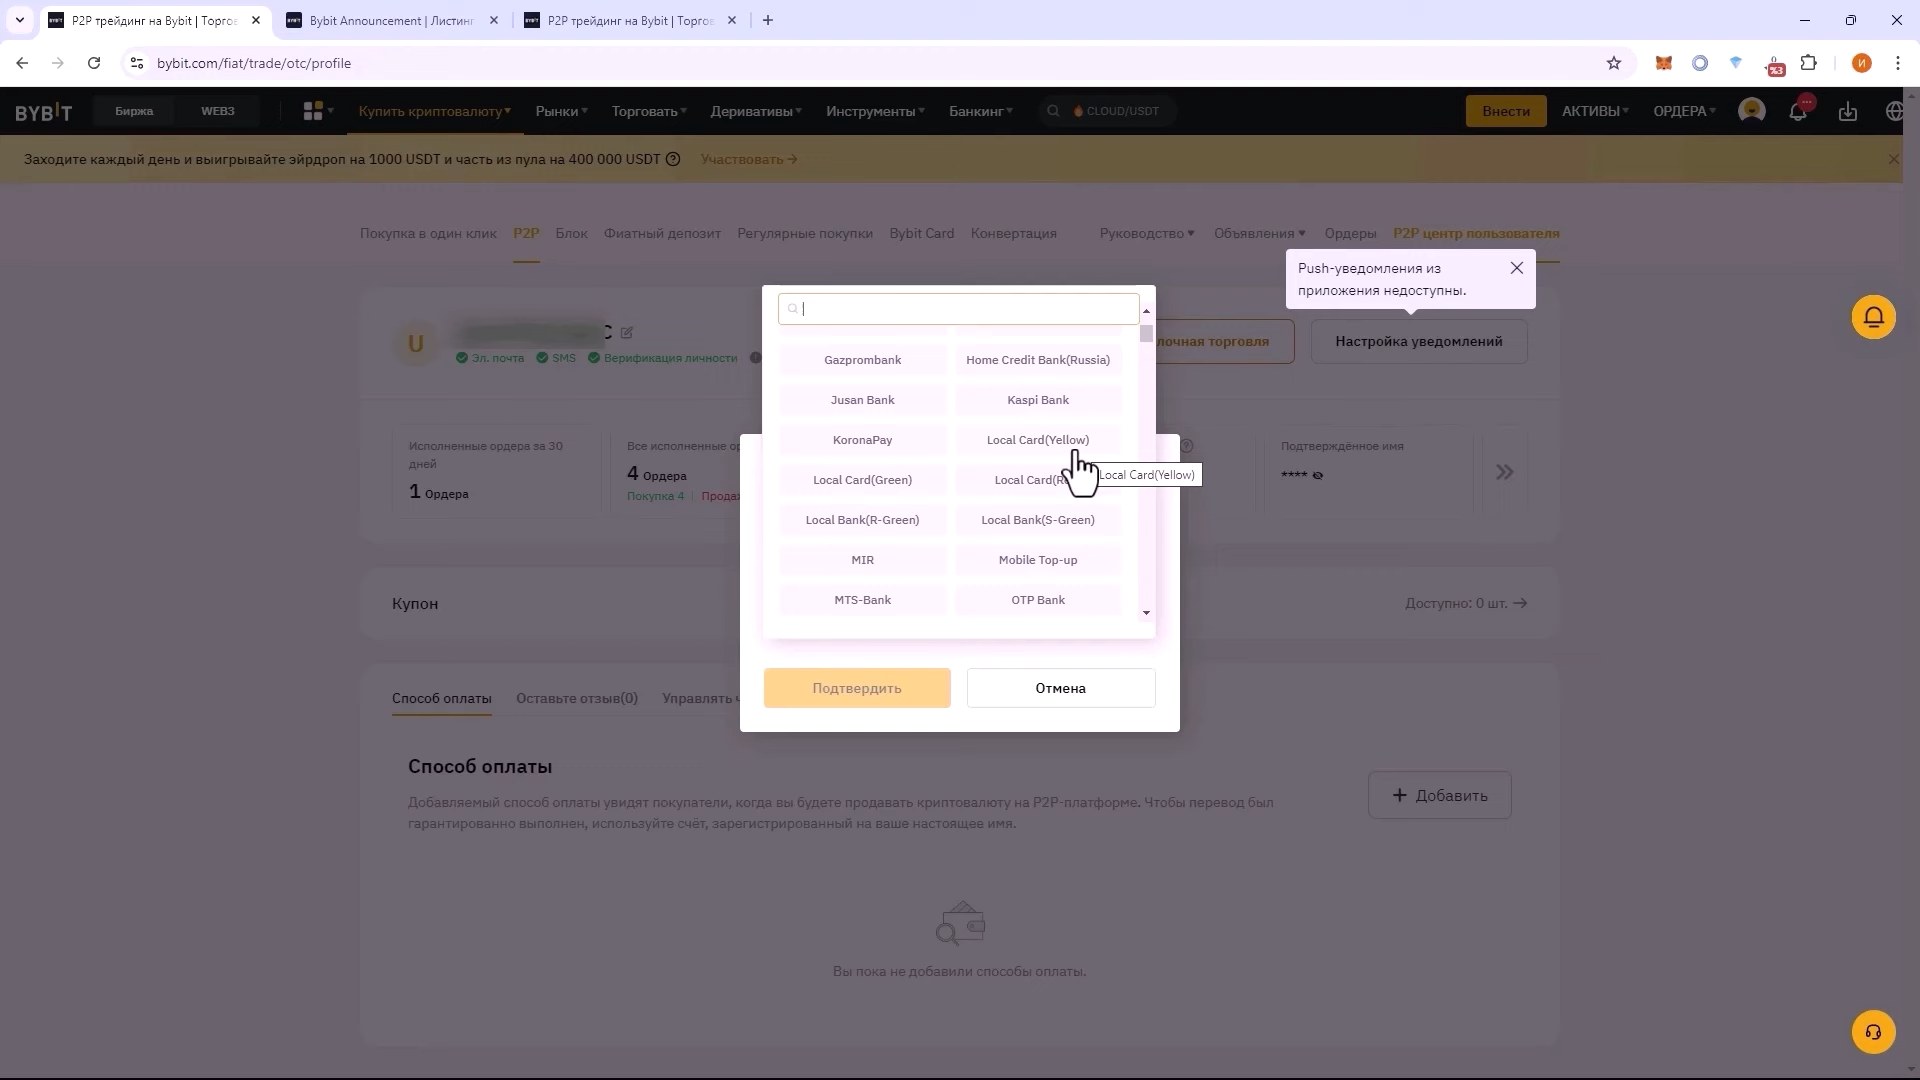 P2P трейдинг на Bybit | Торгов
Bybit Announcement | Листинг
P2P трейдинг на Bybit | Торгов
bybit.com/fiat/trade/otc/profile
%3
И
BYBIT
Биржа
WEB3
Купить криптовалюту
Рынки
Торговать
Деривативы
Инструменты
Банкинг
CLOUD/USDT
Внести
АКТИВЫ
ОРДЕРА
Заходите каждый день и выигрывайте эйрдроп на 1000 USDT и часть из пула на 400 000 USDT
Участвовать
Покупка в один клик
P2P
Блок
Фиатный депозит
Регулярные покупки
Bybit Card
Конвертация
Руководство
Объявления
Ордеры
P2P центр пользователя
Push-уведомления из
приложения недоступны.
U
C
Эл. почта
SMS
Верификация личности
лочная торговля
Настройка уведомлений
Gazprombank
Home Credit Bank(Russia)
Jusan Bank
Kaspi Bank
KoronaPay
Local Card(Yellow)
Local Card(Green)
Local Card(R
Local Card(Yellow)
Local Bank(R-Green)
Local Bank(S-Green)
MIR
Mobile Top-up
MTS-Bank
OTP Bank
Исполненные ордера за 30
дней
1 Ордера
Все исполненные ор
4 Ордера
Покупка 4 | Прода
Подтверждённое имя
****
Купон
Доступно: 0 шт.
Подтвердить
Отмена
Способ оплаты
Оставьте отзыв(0)
Управлять ч
Способ оплаты
Добавляемый способ оплаты увидят покупатели, когда вы будете продавать криптовалюту на P2P-платформе. Чтобы перевод был
гарантированно выполнен, используйте счёт, зарегистрированный на ваше настоящее имя.
+ Добавить
Вы пока не добавили способы оплаты.